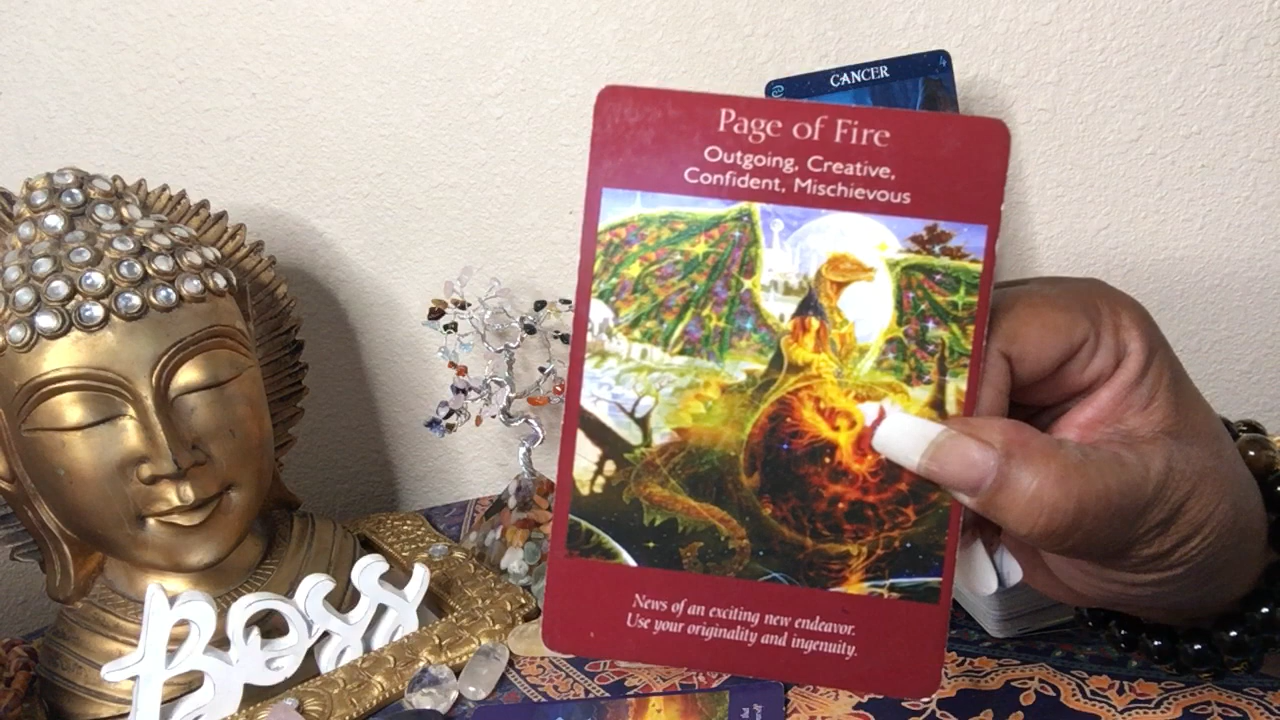 CANCER
4
Page of Fire
Outgoing, Creative,
Confident, Mischievous
News of an exciting new endeavor.
Use your originality and ingenuity.
Boss